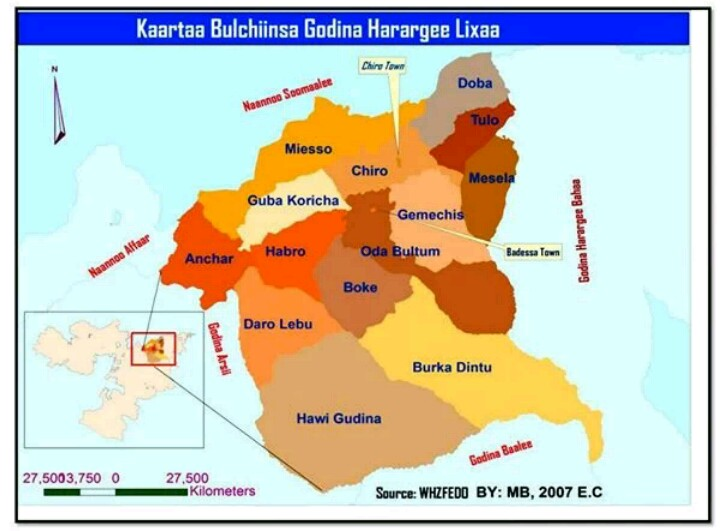 Kaartaa Bulchiinsa Godina Harargee Lixaa
N
Chiro Town
Doba
Naannoo Soomaalee
Tulo
Miesso
Chiro
Mesela
Guba Koricha
Gemechis
Godina Harargee Bahaa
Naannoo Affaar
Anchar
Habro
Oda Bultum
Badessa Town
Boke
Daro Lebu
Godina Arsii
Burka Dintu
Hawi Gudina
Godina Baalee
27,50013,750 0 27,500
Kilometers
Source: WHZFEDO BY: MB, 2007 E.C